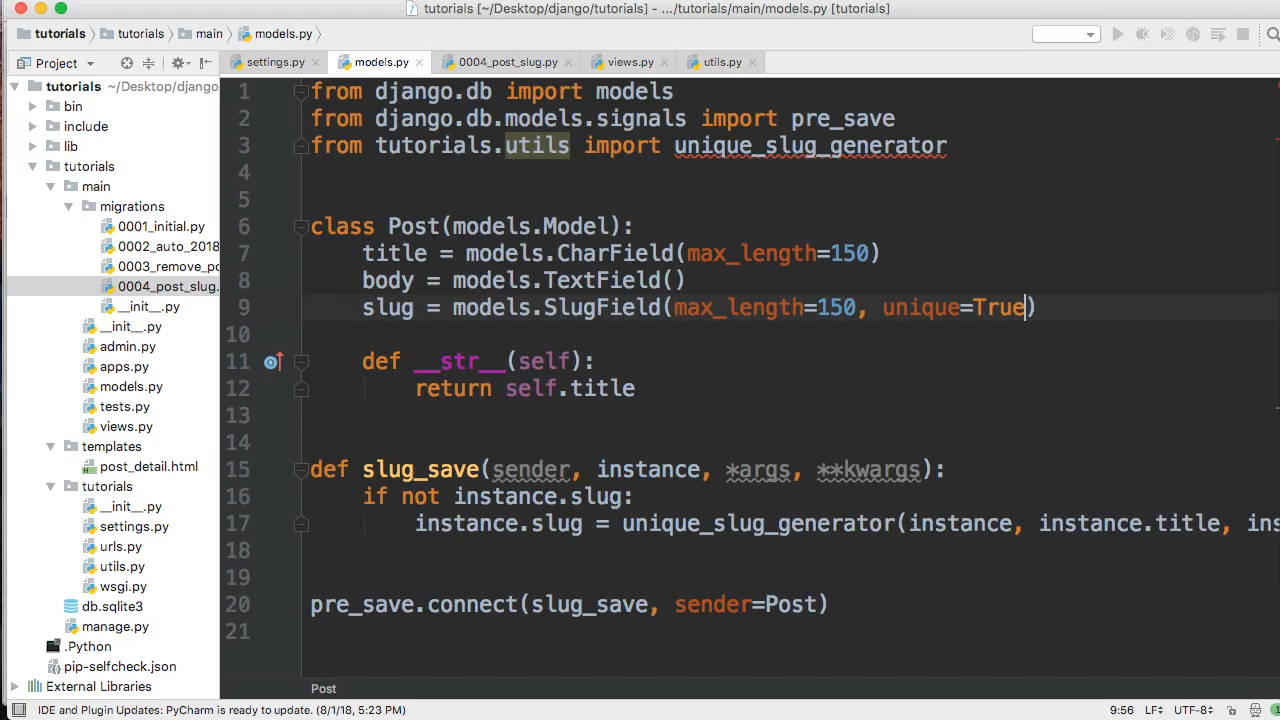 tutorials [~/Desktop/django/tutorials] - .../tutorials/main/models.py [tutorials]
tutorials tutorials main models.py
Project
settings.py models.py 0004_post_slug.py views.py utils.py
tutorials ~/Desktop/django
bin
include
lib
tutorials
main
migrations
0001_initial.py
0002_auto_2018
0003_remove_po
0004_post_slug.
__init__.py
__init__.py
admin.py
apps.py
models.py
tests.py
views.py
templates
post_detail.html
tutorials
__init__.py
settings.py
urls.py
utils.py
wsgi.py
db.sqlite3
manage.py
.Python
pip-selfcheck.json
External Libraries
1 from django.db import models
2 from django.db.models.signals import pre_save
3 from tutorials.utils import unique_slug_generator
4
5
6 class Post(models.Model):
7 title = models.CharField(max_length=150)
8 body = models.TextField()
9 slug = models.SlugField(max_length=150, unique=True)
10
11 def __str__(self):
12 return self.title
13
14
15 def slug_save(sender, instance, *args, **kwargs):
16 if not instance.slug:
17 instance.slug = unique_slug_generator(instance, instance.title, ins
18
19
20 pre_save.connect(slug_save, sender=Post)
21
Post
IDE and Plugin Updates: PyCharm is ready to update. (8/1/18, 5:23 PM) 9:56 LF UTF-8 1